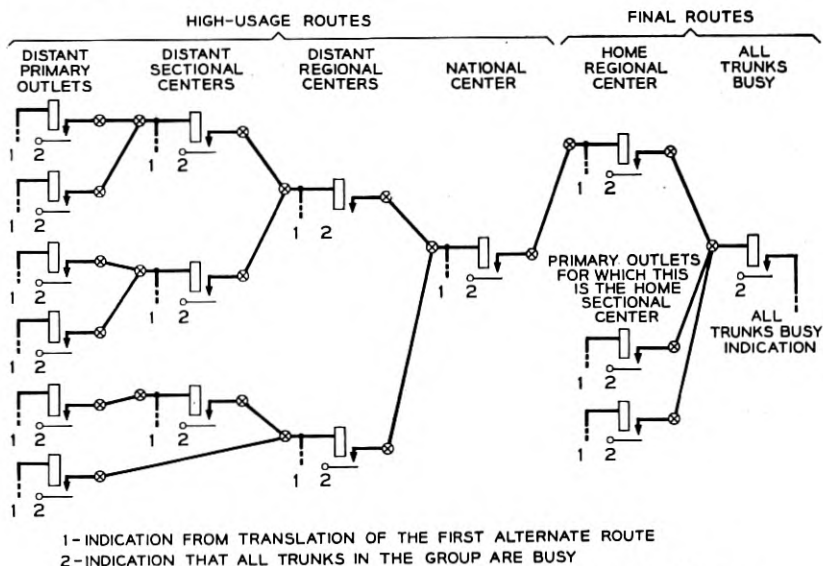 HIGH-USAGE ROUTES
FINAL ROUTES
DISTANT
PRIMARY
OUTLETS
DISTANT
SECTIONAL
CENTERS
DISTANT
REGIONAL
CENTERS
NATIONAL
CENTER
HOME
REGIONAL
CENTER
ALL
TRUNKS
BUSY
1 2
1 2
1 2
1 2
1 2
1 2
1 2
1 2
2
PRIMARY OUTLETS
FOR WHICH THIS
IS THE HOME
SECTIONAL
CENTER
ALL
TRUNKS BUSY
INDICATION
1 2
1 2
1 2
1 2
1 2
1 2
1 2
1 2
1-INDICATION FROM TRANSLATION OF THE FIRST ALTERNATE ROUTE
2-INDICATION THAT ALL TRUNKS IN THE GROUP ARE BUSY